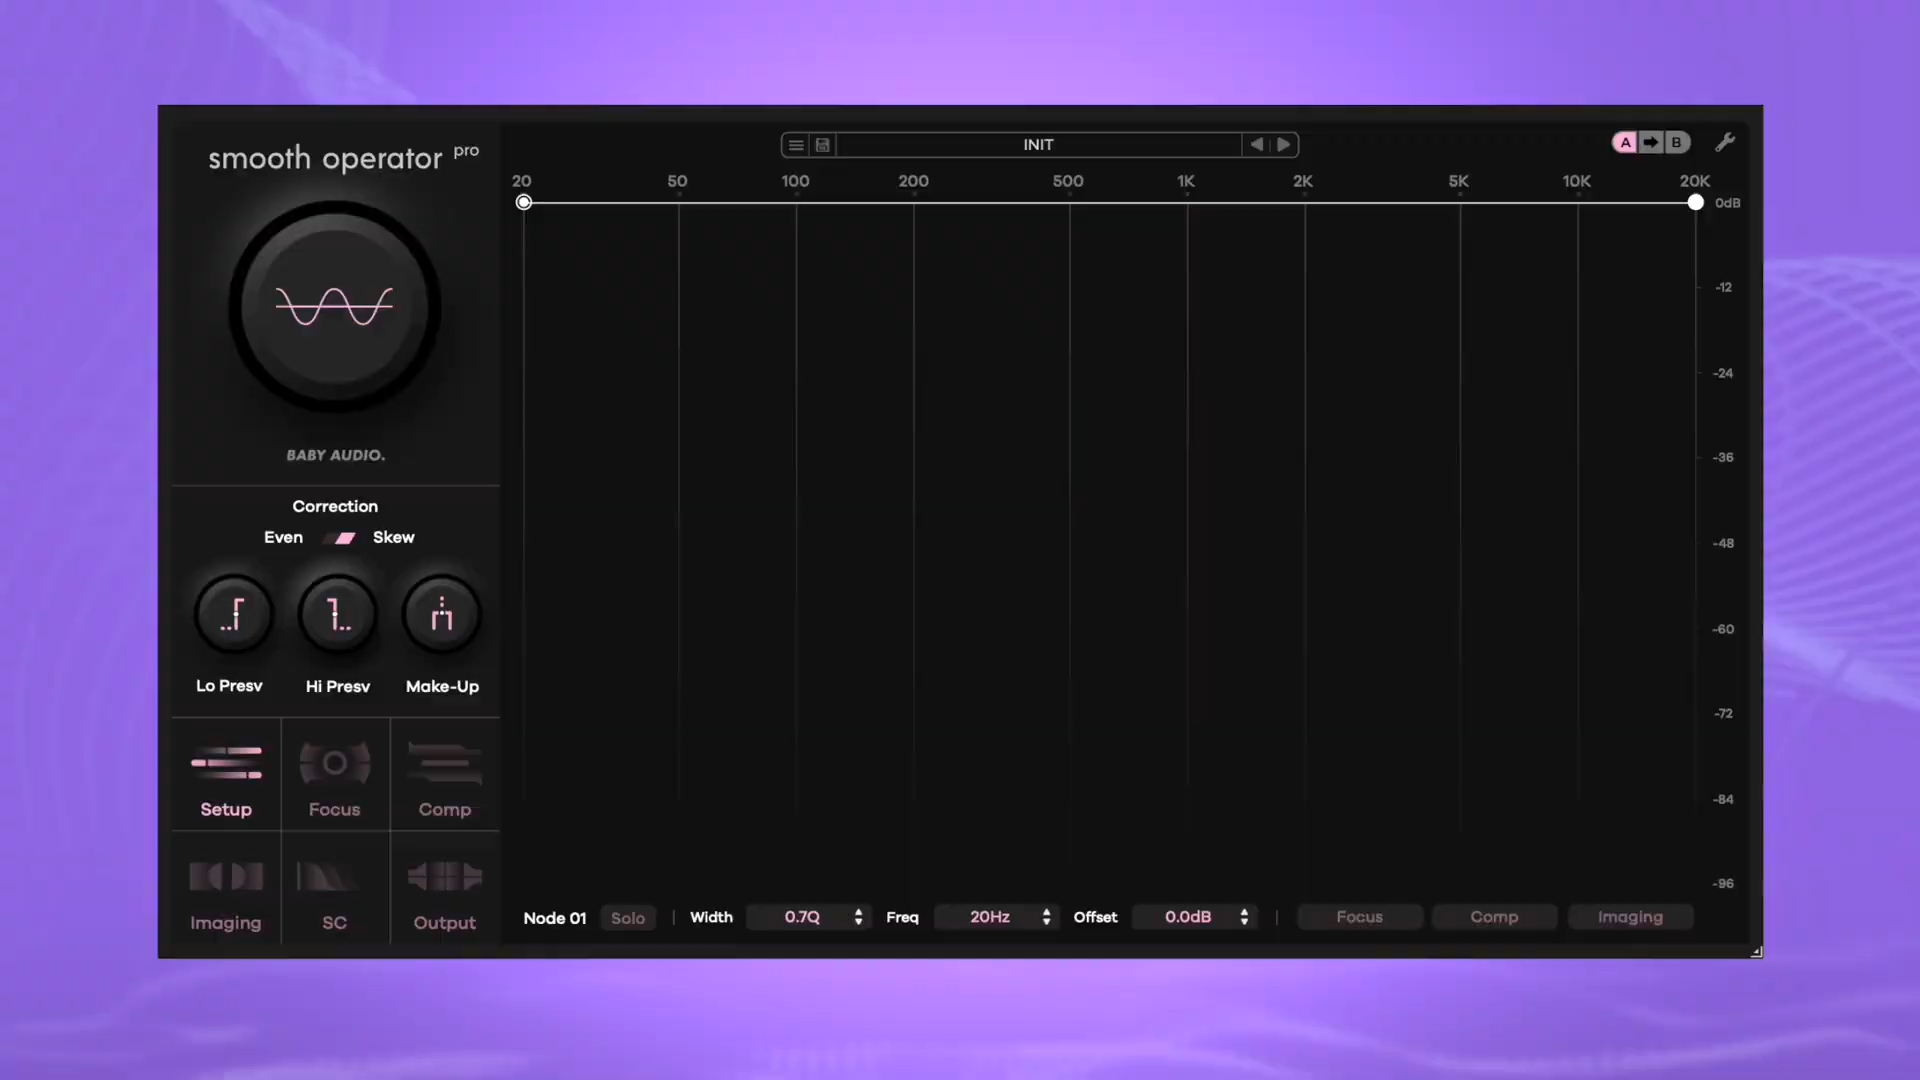 smooth operator pro
INIT
A B
20 50 100 200 500 1K 2K 5K 10K 20K
0dB
-12
-24
-36
-48
-60
-72
-84
-96
BABY AUDIO.
Correction
Even Skew
Lo Presv Hi Presv Make-Up
Setup Focus Comp
Imaging SC Output
Node 01 Solo | Width 0.7Q Freq 20Hz Offset 0.0dB | Focus Comp Imaging